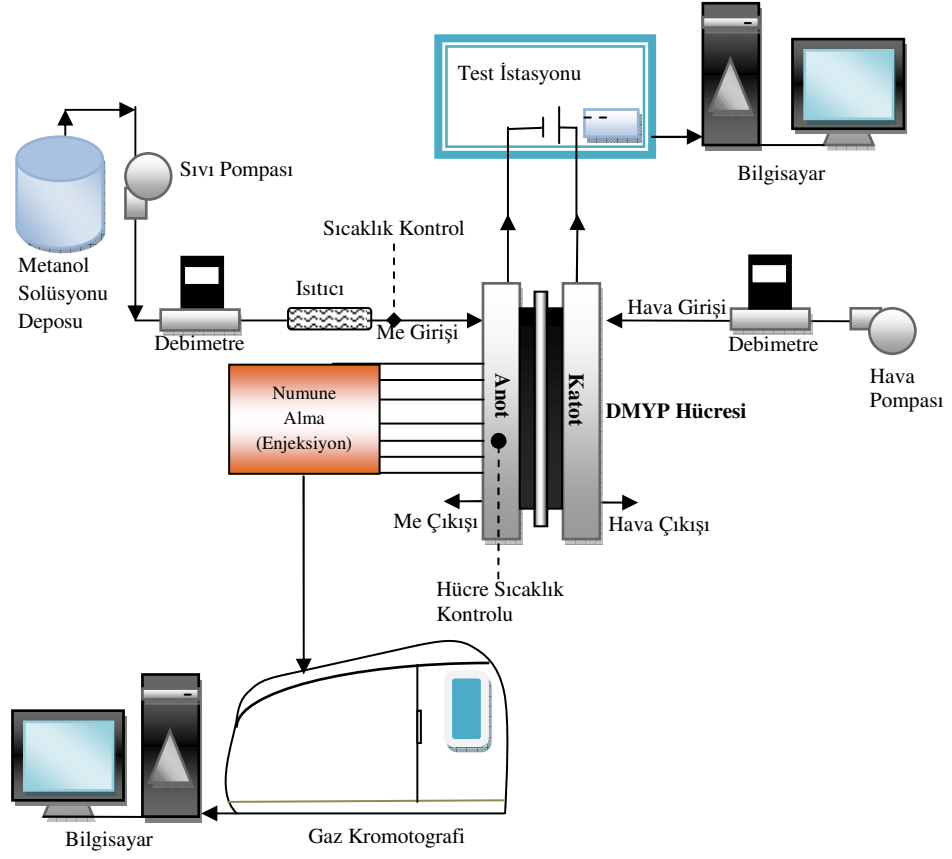 Test İstasyonu
Bilgisayar
Sıvı Pompası
Metanol
Solüsyonu
Deposu
Sıcaklık Kontrol
Isıtıcı
Debimetre
Me Girişi
Hava Girişi
Debimetre
Hava
Pompası
Numune
Alma
(Enjeksiyon)
Anot
Katot
DMYP Hücresi
Me Çıkışı
Hava Çıkışı
Hücre Sıcaklık
Kontrolu
Bilgisayar
Gaz Kromotografi